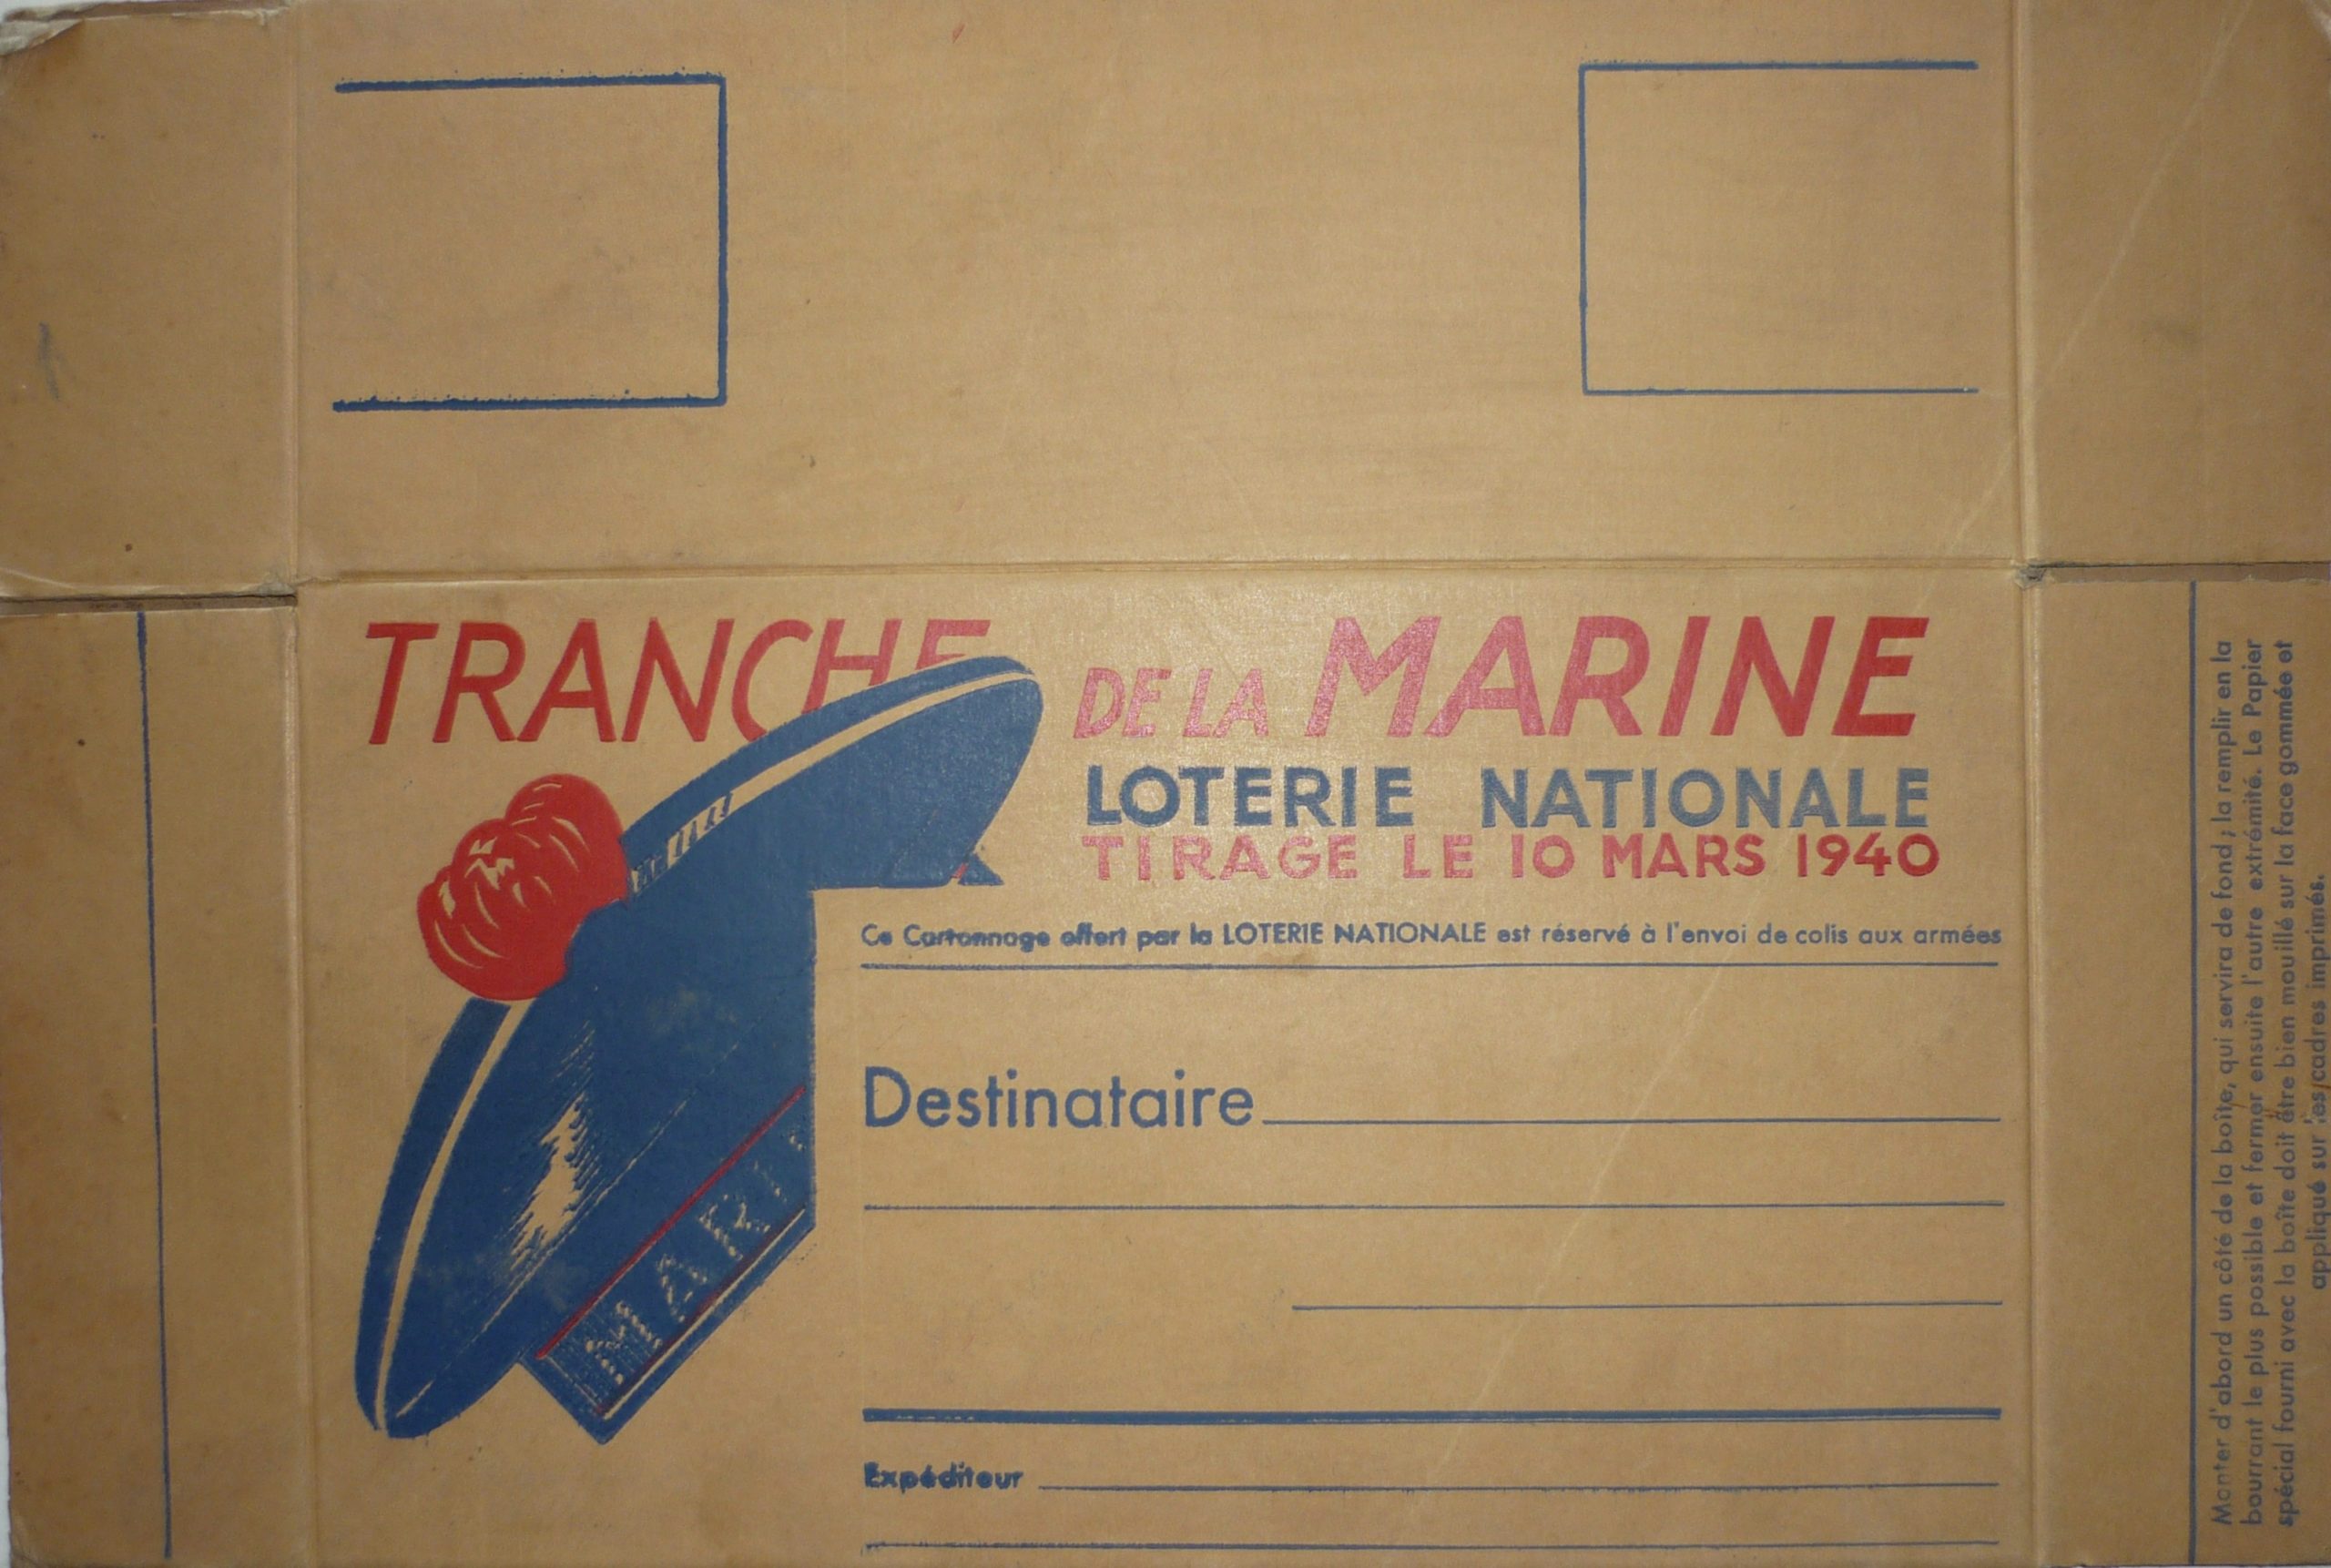 TRANCHE DE LA MARINE
LOTERIE NATIONALE
TIRAGE LE 10 MARS 1940
Ce Cartonnage offert par la LOTERIE NATIONALE est réservé à l'envoi de colis aux armées
Destinataire
Expéditeur
MARI
Monter d'abord un côté de la boîte, qui servira de fond ; la remplir en la
bourrant le plus possible et fermer ensuite l'autre extrémité. Le Papier
spécial fourni avec la boîte doit être bien mouillé sur la face gommée et
appliqué sur les cadres imprimés.